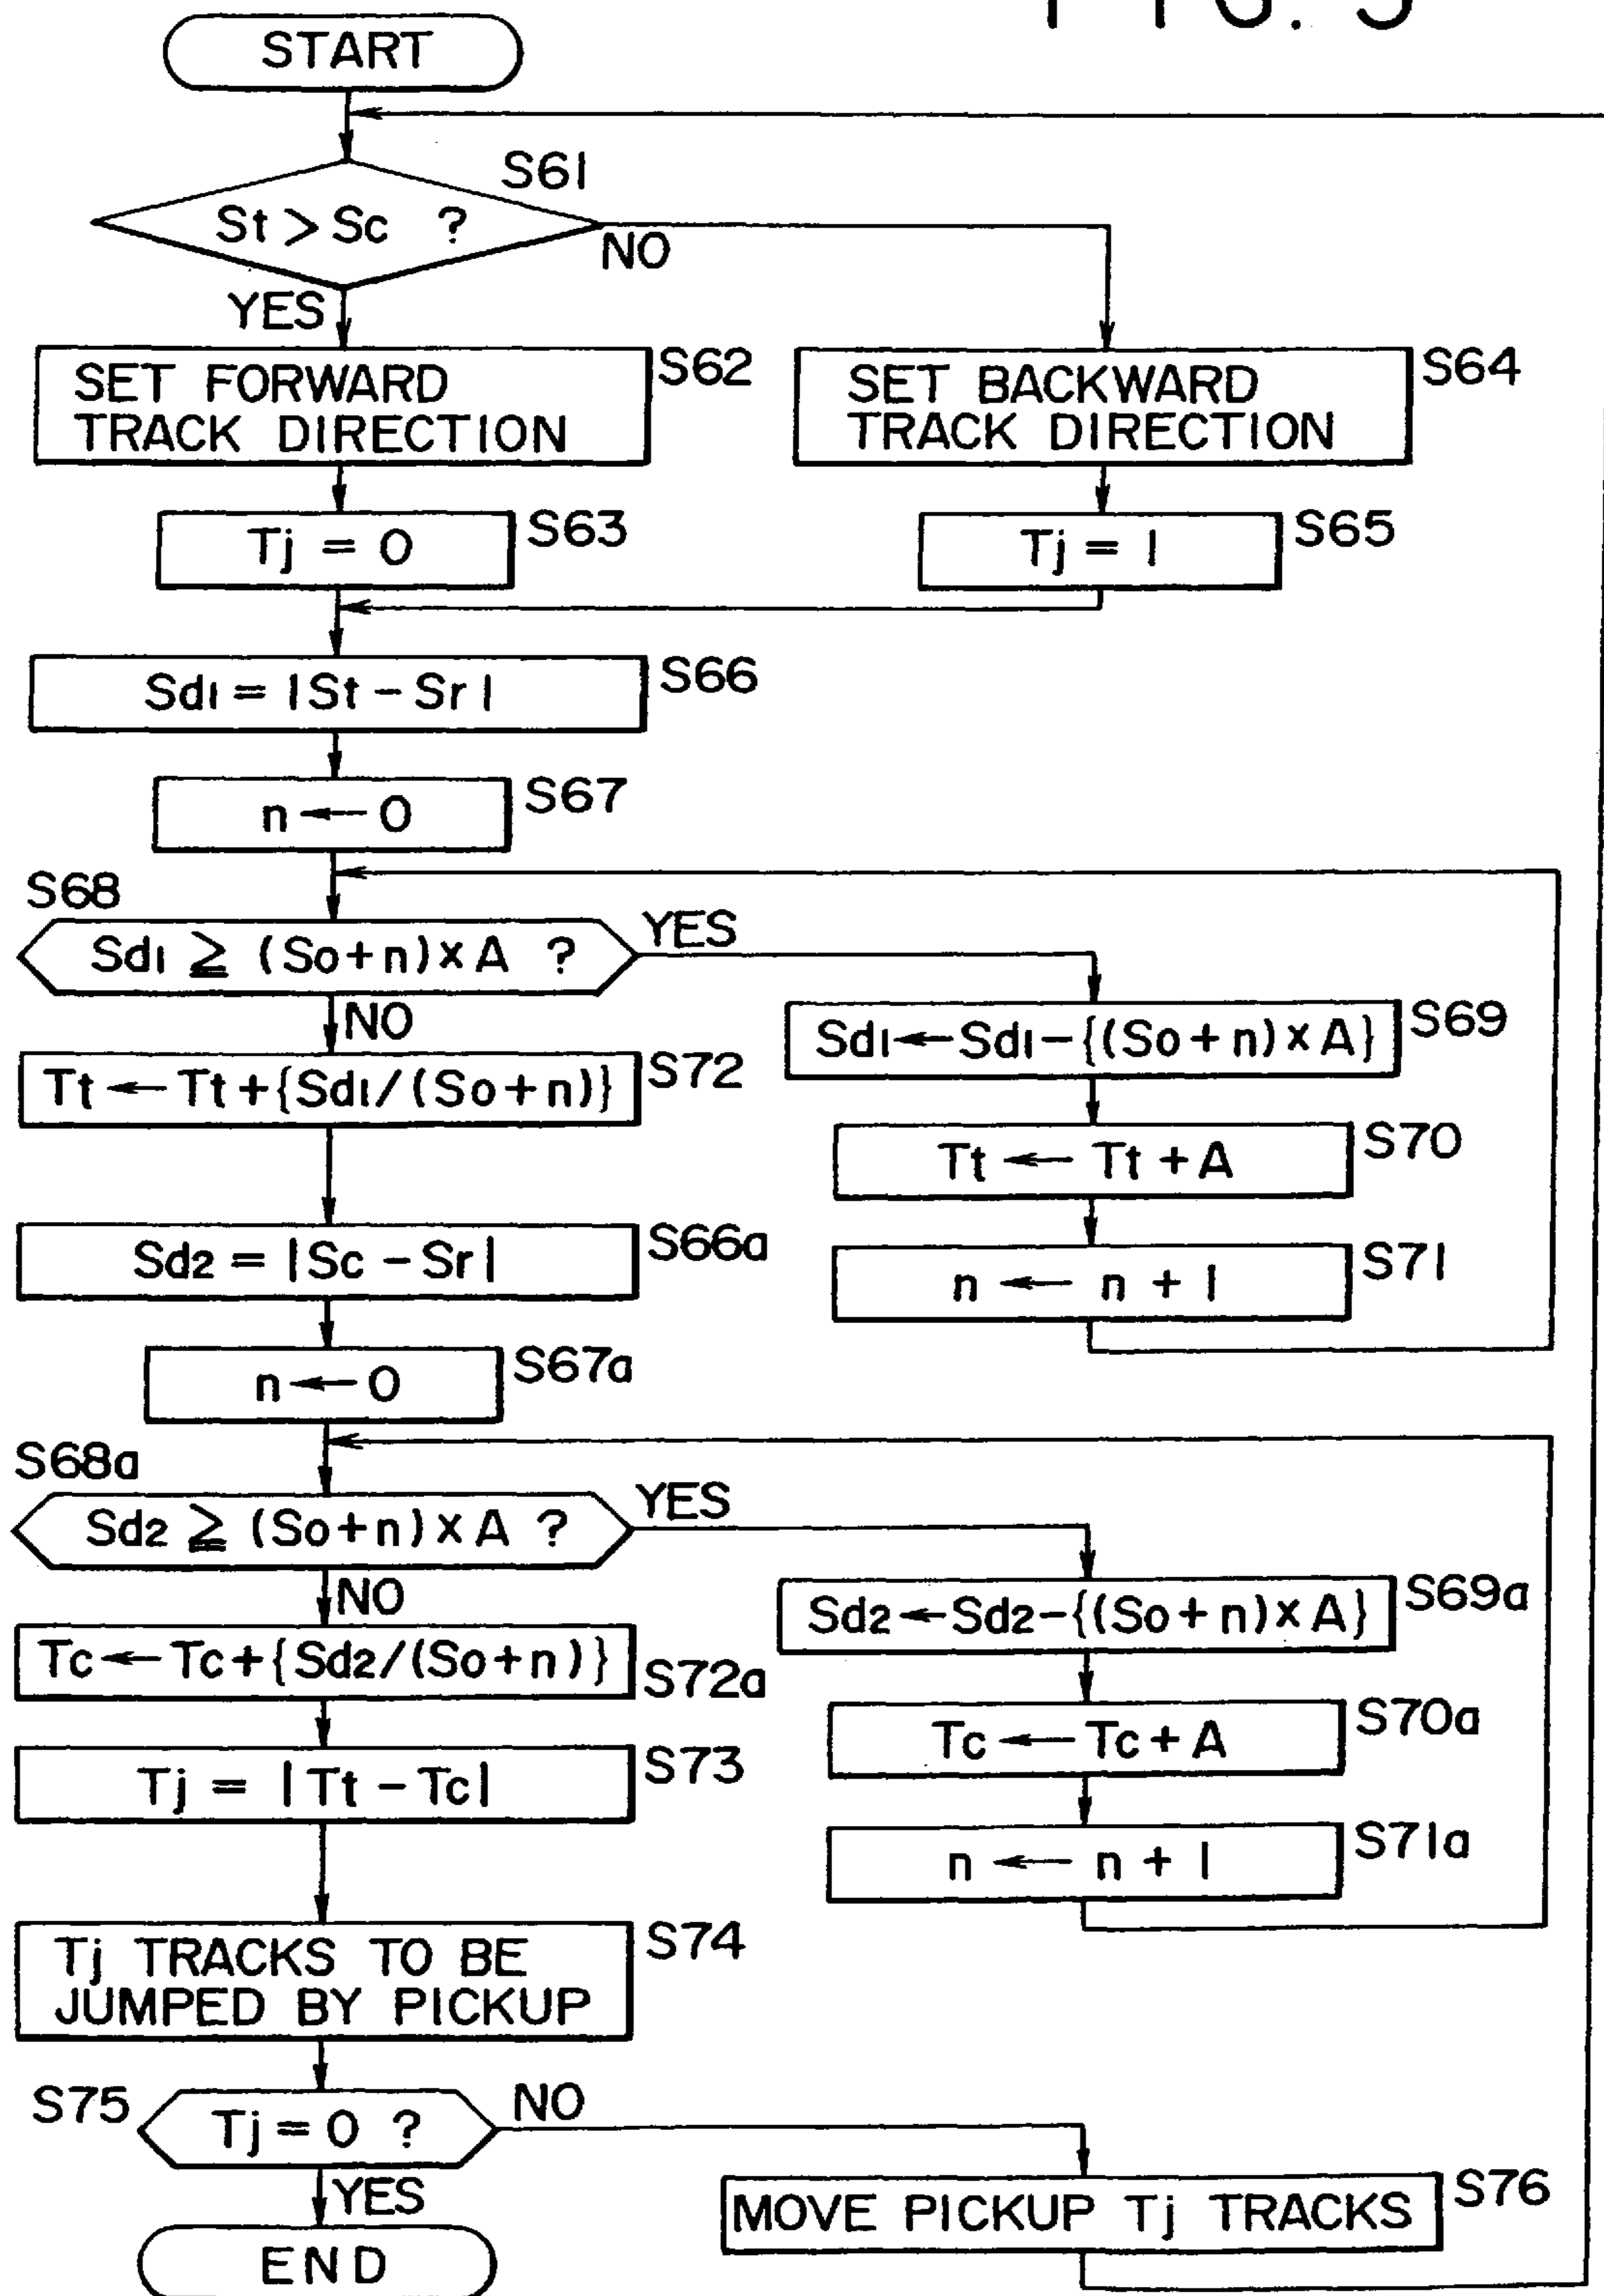 FIG. 5
START
S61
St > Sc ?
NO
YES
SET FORWARD
TRACK DIRECTION
S62
SET BACKWARD
TRACK DIRECTION
S64
Tj = 0
S63
Tj = 1
S65
Sd1 = |St - Sr|
S66
n ← 0
S67
S68
Sd1 ≧ (So+n)×A ?
YES
NO
Sd1←Sd1-{(So+n)×A}
S69
Tt ← Tt+{Sd1/(So+n)}
S72
Tt ← Tt + A
S70
Sd2 = |Sc - Sr|
S66a
n ← n + 1
S71
n ← 0
S67a
S68a
Sd2 ≧ (So+n)×A ?
YES
NO
Sd2←Sd2-{(So+n)×A}
S69a
Tc←Tc+{Sd2/(So+n)}
S72a
Tc ← Tc + A
S70a
Tj = |Tt - Tc|
S73
n ← n + 1
S71a
Tj TRACKS TO BE
JUMPED BY PICKUP
S74
S75
Tj = 0 ?
NO
YES
MOVE PICKUP Tj TRACKS
S76
END